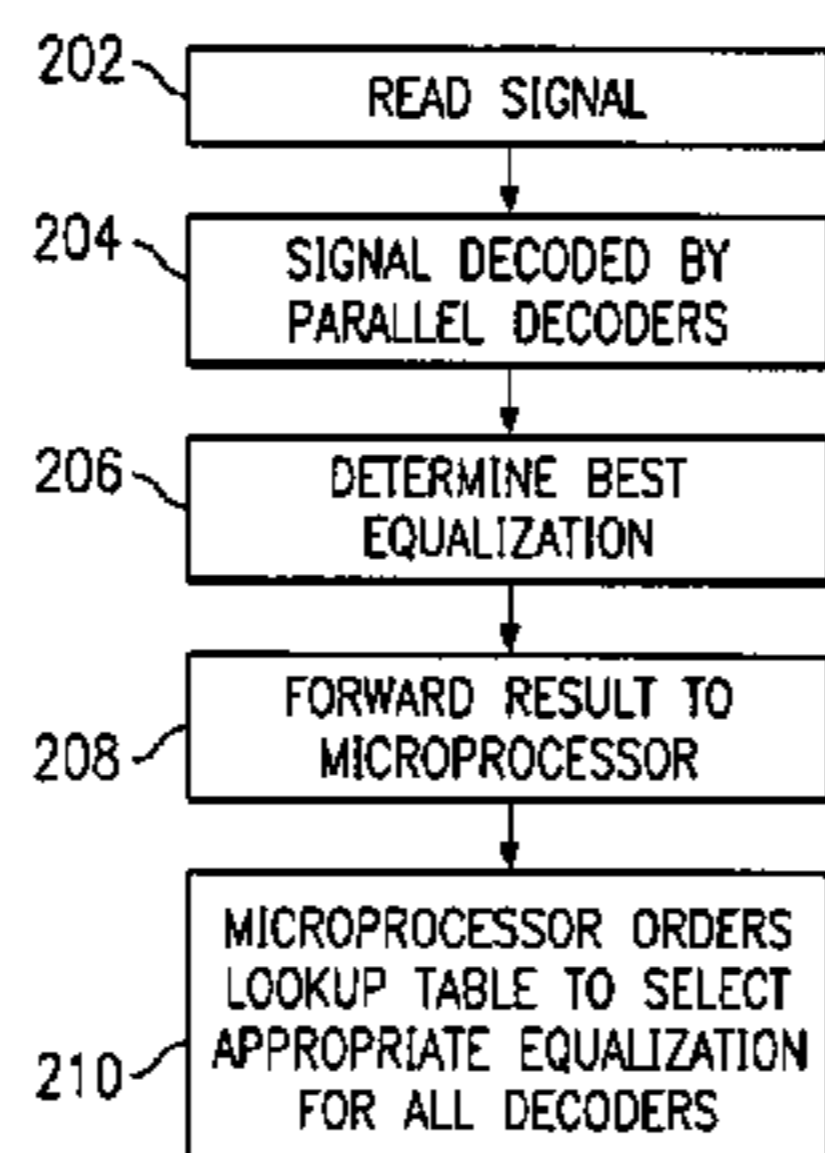 202
READ SIGNAL
204
SIGNAL DECODED BY
PARALLEL DECODERS
206
DETERMINE BEST
EQUALIZATION
208
FORWARD RESULT TO
MICROPROCESSOR
210
MICROPROCESSOR ORDERS
LOOKUP TABLE TO SELECT
APPROPRIATE EQUALIZATION
FOR ALL DECODERS